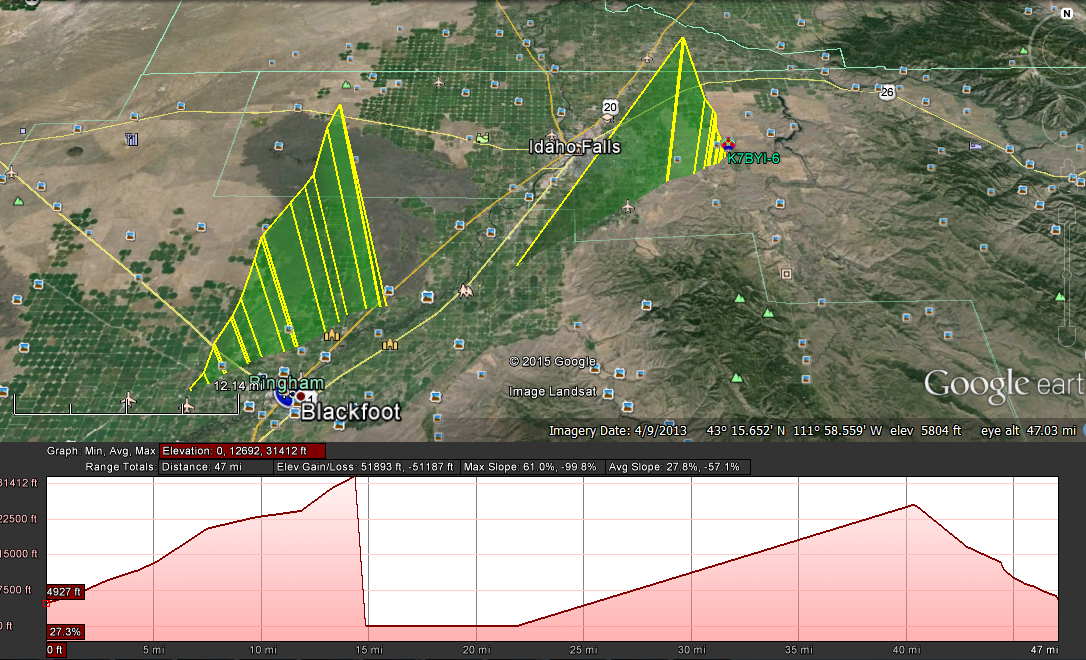 N
20
26
Idaho Falls
K7BYI-6
© 2015 Google
12.14 mi
Bingham
Image Landsat
Google eart
Blackfoot
Imagery Date: 4/9/2013 43° 15.652' N 111° 58.559' W elev 5804 ft eye alt 47.03 mi
Graph: Min, Avg, Max Elevation: 0, 12692, 31412 ft
Range Totals: Distance: 47 mi Elev Gain/Loss: 51893 ft, -51187 ft Max Slope: 61.0%, -99.8% Avg Slope: 27.8%, -57.1%
31412 ft
22500 ft
15000 ft
7500 ft
4927 ft
0 ft
27.3%
0 ft 5 mi 10 mi 15 mi 20 mi 25 mi 30 mi 35 mi 40 mi 47 mi